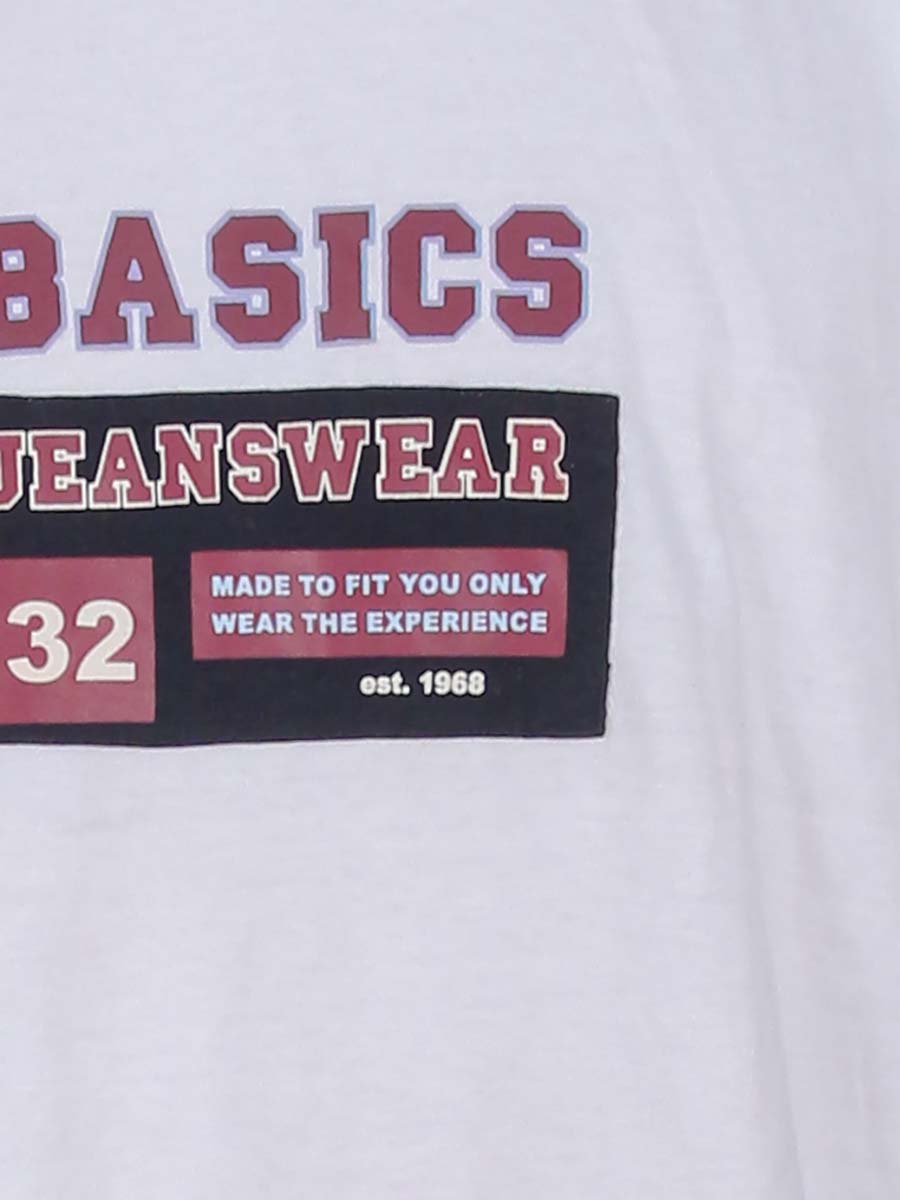 BASICS
JEANSWEAR
32
MADE TO FIT YOU ONLY
WEAR THE EXPERIENCE
est. 1968